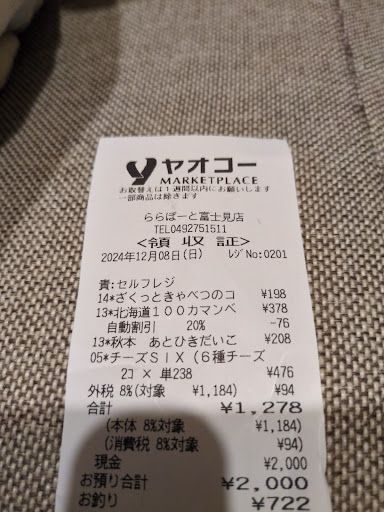 ヤオコー
MARKETPLACE
お取替えは1週間以内にお願いします
一部商品は除きます
ららぽーと富士見店
TEL0492751511
<領収証>
2024年12月08日(日) レジNo:0201
責:セルフレジ
14*ざくっときゃべつのコ ¥198
13*北海道100カマンベ ¥378
自動割引 20% -76
13*秋本 あとひきだいこ ¥208
05*チーズSIX(6種チーズ
2コ × 単238 ¥476
外税 8%(対象 ¥1,184) ¥94
合計 ¥1,278
(本体 8%対象 ¥1,184)
(消費税 8%対象 ¥94)
現金 ¥2,000
お預り合計 ¥2,000
お釣り ¥722